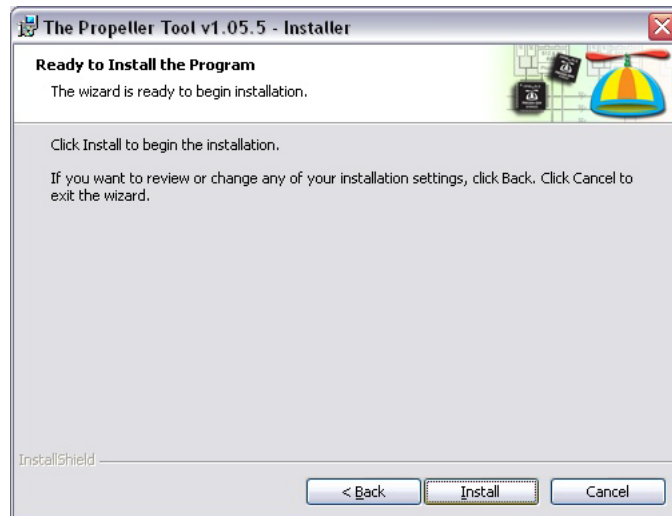 The Propeller Tool v1.05.5 - Installer
Ready to Install the Program
The wizard is ready to begin installation.
Click Install to begin the installation.
If you want to review or change any of your installation settings, click Back. Click Cancel to
exit the wizard.
InstallShield
< Back
Install
Cancel